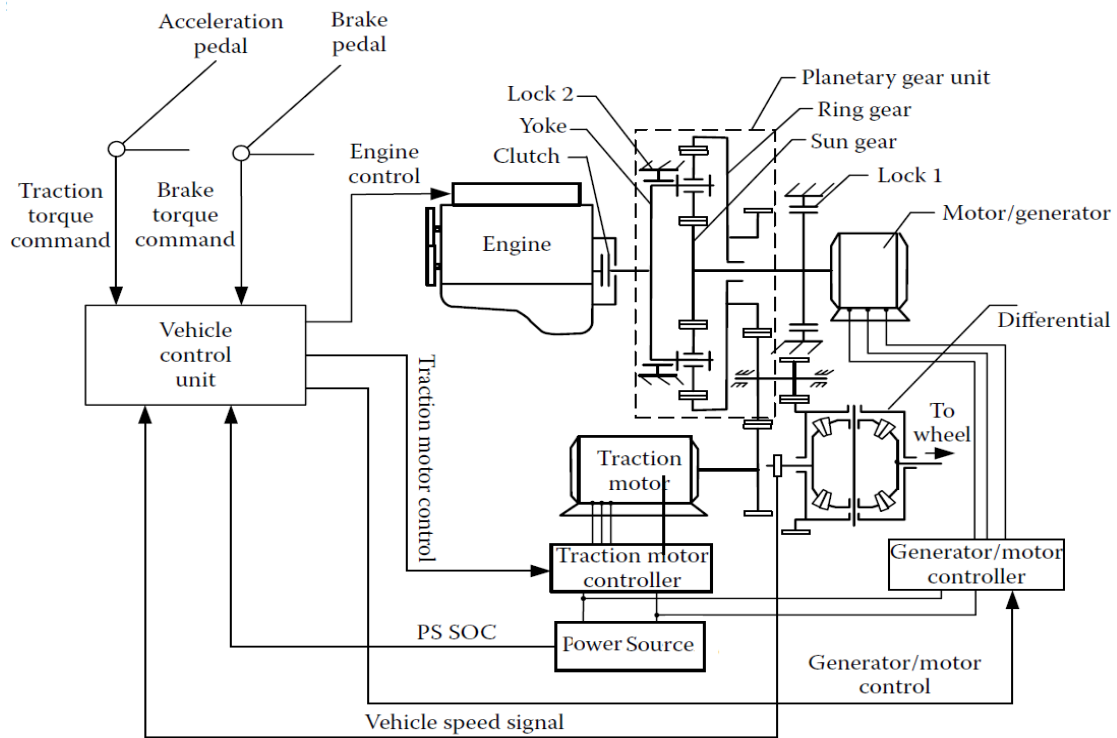 Acceleration
pedal
Brake
pedal
Planetary gear unit
Lock 2
Ring gear
Yoke
Sun gear
Clutch
Lock 1
Engine
control
Traction
torque
command
Brake
torque
command
Motor/generator
Engine
Differential
Vehicle
control
unit
To
wheel
Traction motor control
Traction
motor
Traction motor
controller
Generator/motor
controller
PS SOC
Power Source
Generator/motor
control
Vehicle speed signal